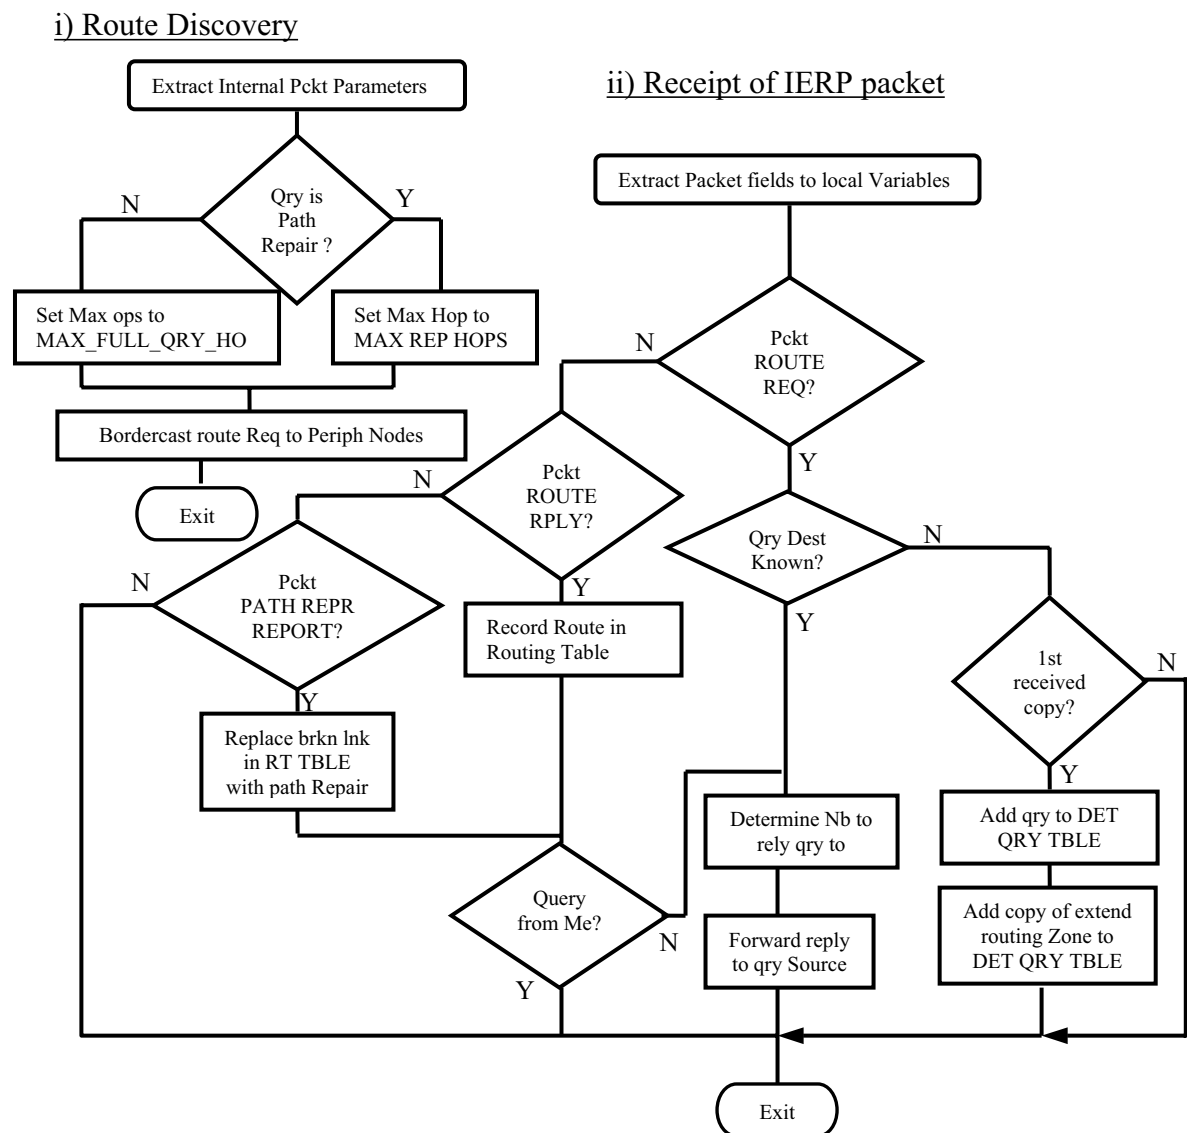 i) Route Discovery
Extract Internal Pckt Parameters
Qry is
Path
Repair ?
N
Y
Set Max ops to
MAX_FULL_QRY_HO
Set Max Hop to
MAX REP HOPS
Bordercast route Req to Periph Nodes
Exit
ii) Receipt of IERP packet
Extract Packet fields to local Variables
Pckt
ROUTE
REQ?
N
Y
Pckt
ROUTE
RPLY?
N
Y
Qry Dest
Known?
N
Y
Pckt
PATH REPR
REPORT?
N
Y
Record Route in
Routing Table
1st
received
copy?
N
Y
Replace brkn lnk
in RT TBLE
with path Repair
Determine Nb to
rely qry to
Add qry to DET
QRY TBLE
Query
from Me?
N
Y
Forward reply
to qry Source
Add copy of extend
routing Zone to
DET QRY TBLE
Exit